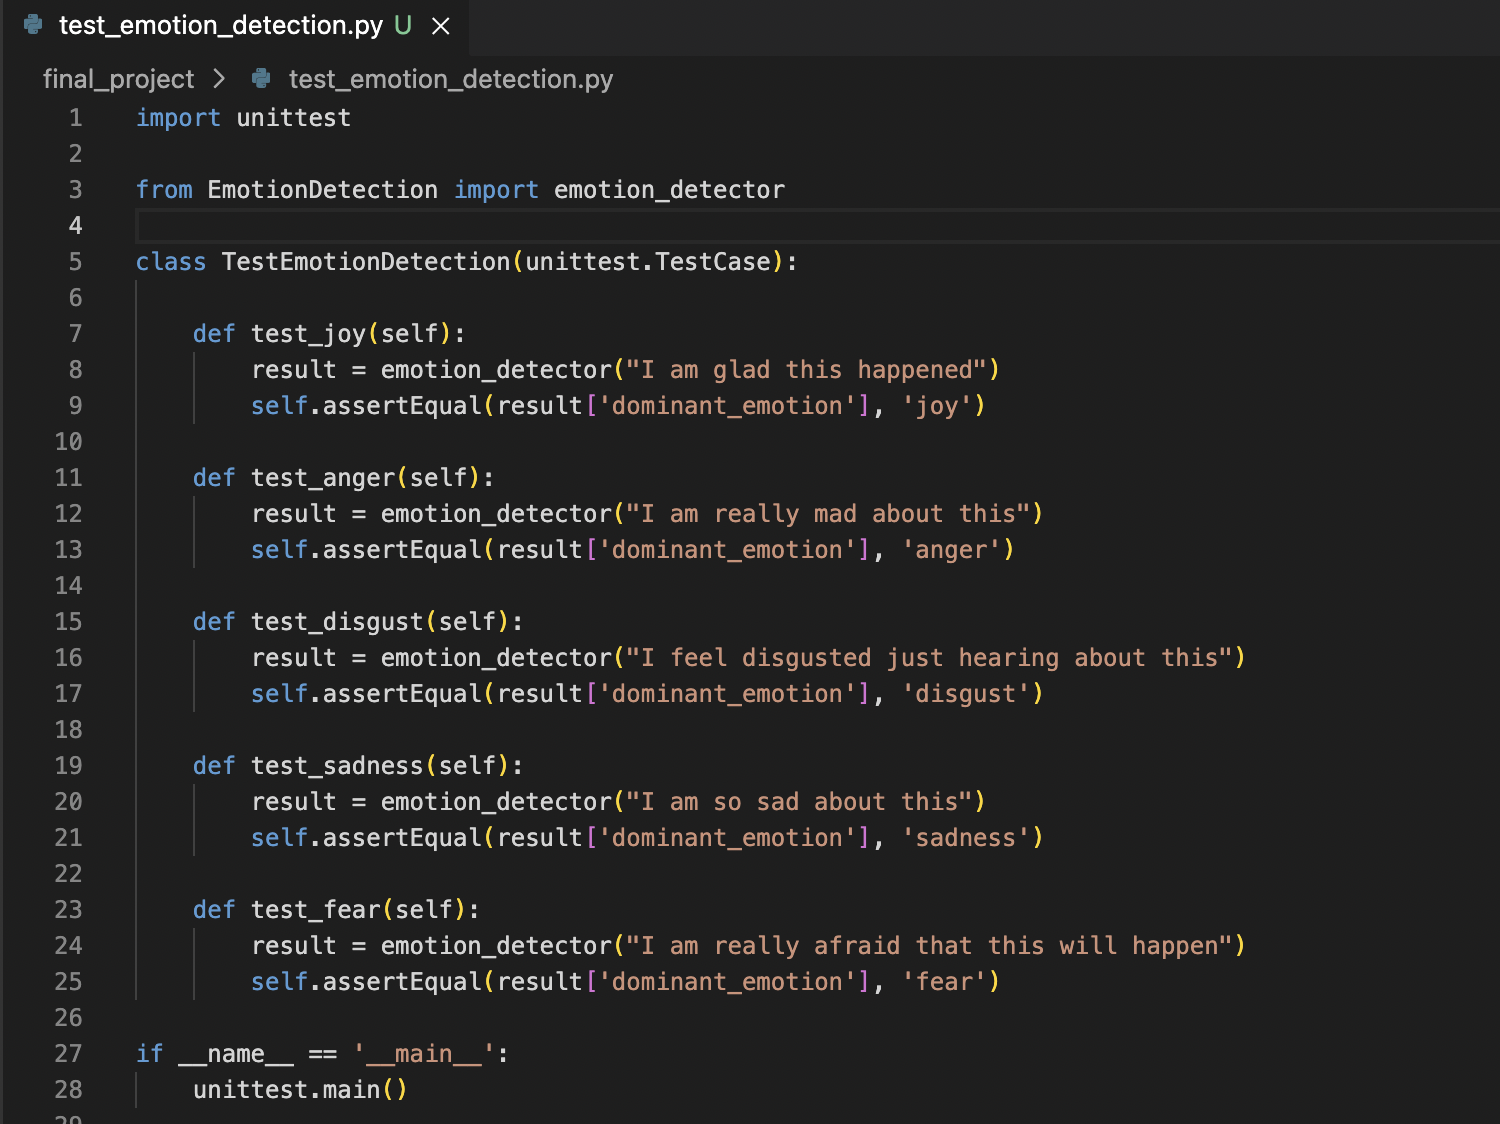 test_emotion_detection.py U ×
final_project > test_emotion_detection.py
1 import unittest
2
3 from EmotionDetection import emotion_detector
4
5 class TestEmotionDetection(unittest.TestCase):
6
7     def test_joy(self):
8         result = emotion_detector("I am glad this happened")
9         self.assertEqual(result['dominant_emotion'], 'joy')
10
11     def test_anger(self):
12         result = emotion_detector("I am really mad about this")
13         self.assertEqual(result['dominant_emotion'], 'anger')
14
15     def test_disgust(self):
16         result = emotion_detector("I feel disgusted just hearing about this")
17         self.assertEqual(result['dominant_emotion'], 'disgust')
18
19     def test_sadness(self):
20         result = emotion_detector("I am so sad about this")
21         self.assertEqual(result['dominant_emotion'], 'sadness')
22
23     def test_fear(self):
24         result = emotion_detector("I am really afraid that this will happen")
25         self.assertEqual(result['dominant_emotion'], 'fear')
26
27 if __name__ == '__main__':
28     unittest.main()
29